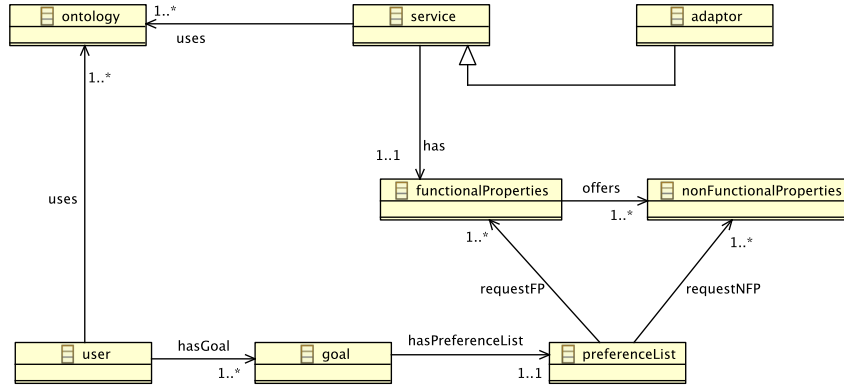 ontology
1..*
uses
service
adaptor
1..*
has
1..1
uses
functionalProperties
offers
1..*
nonFunctionalProperties
1..*
1..*
requestFP
requestNFP
user
hasGoal
1..*
goal
hasPreferenceList
1..1
preferenceList